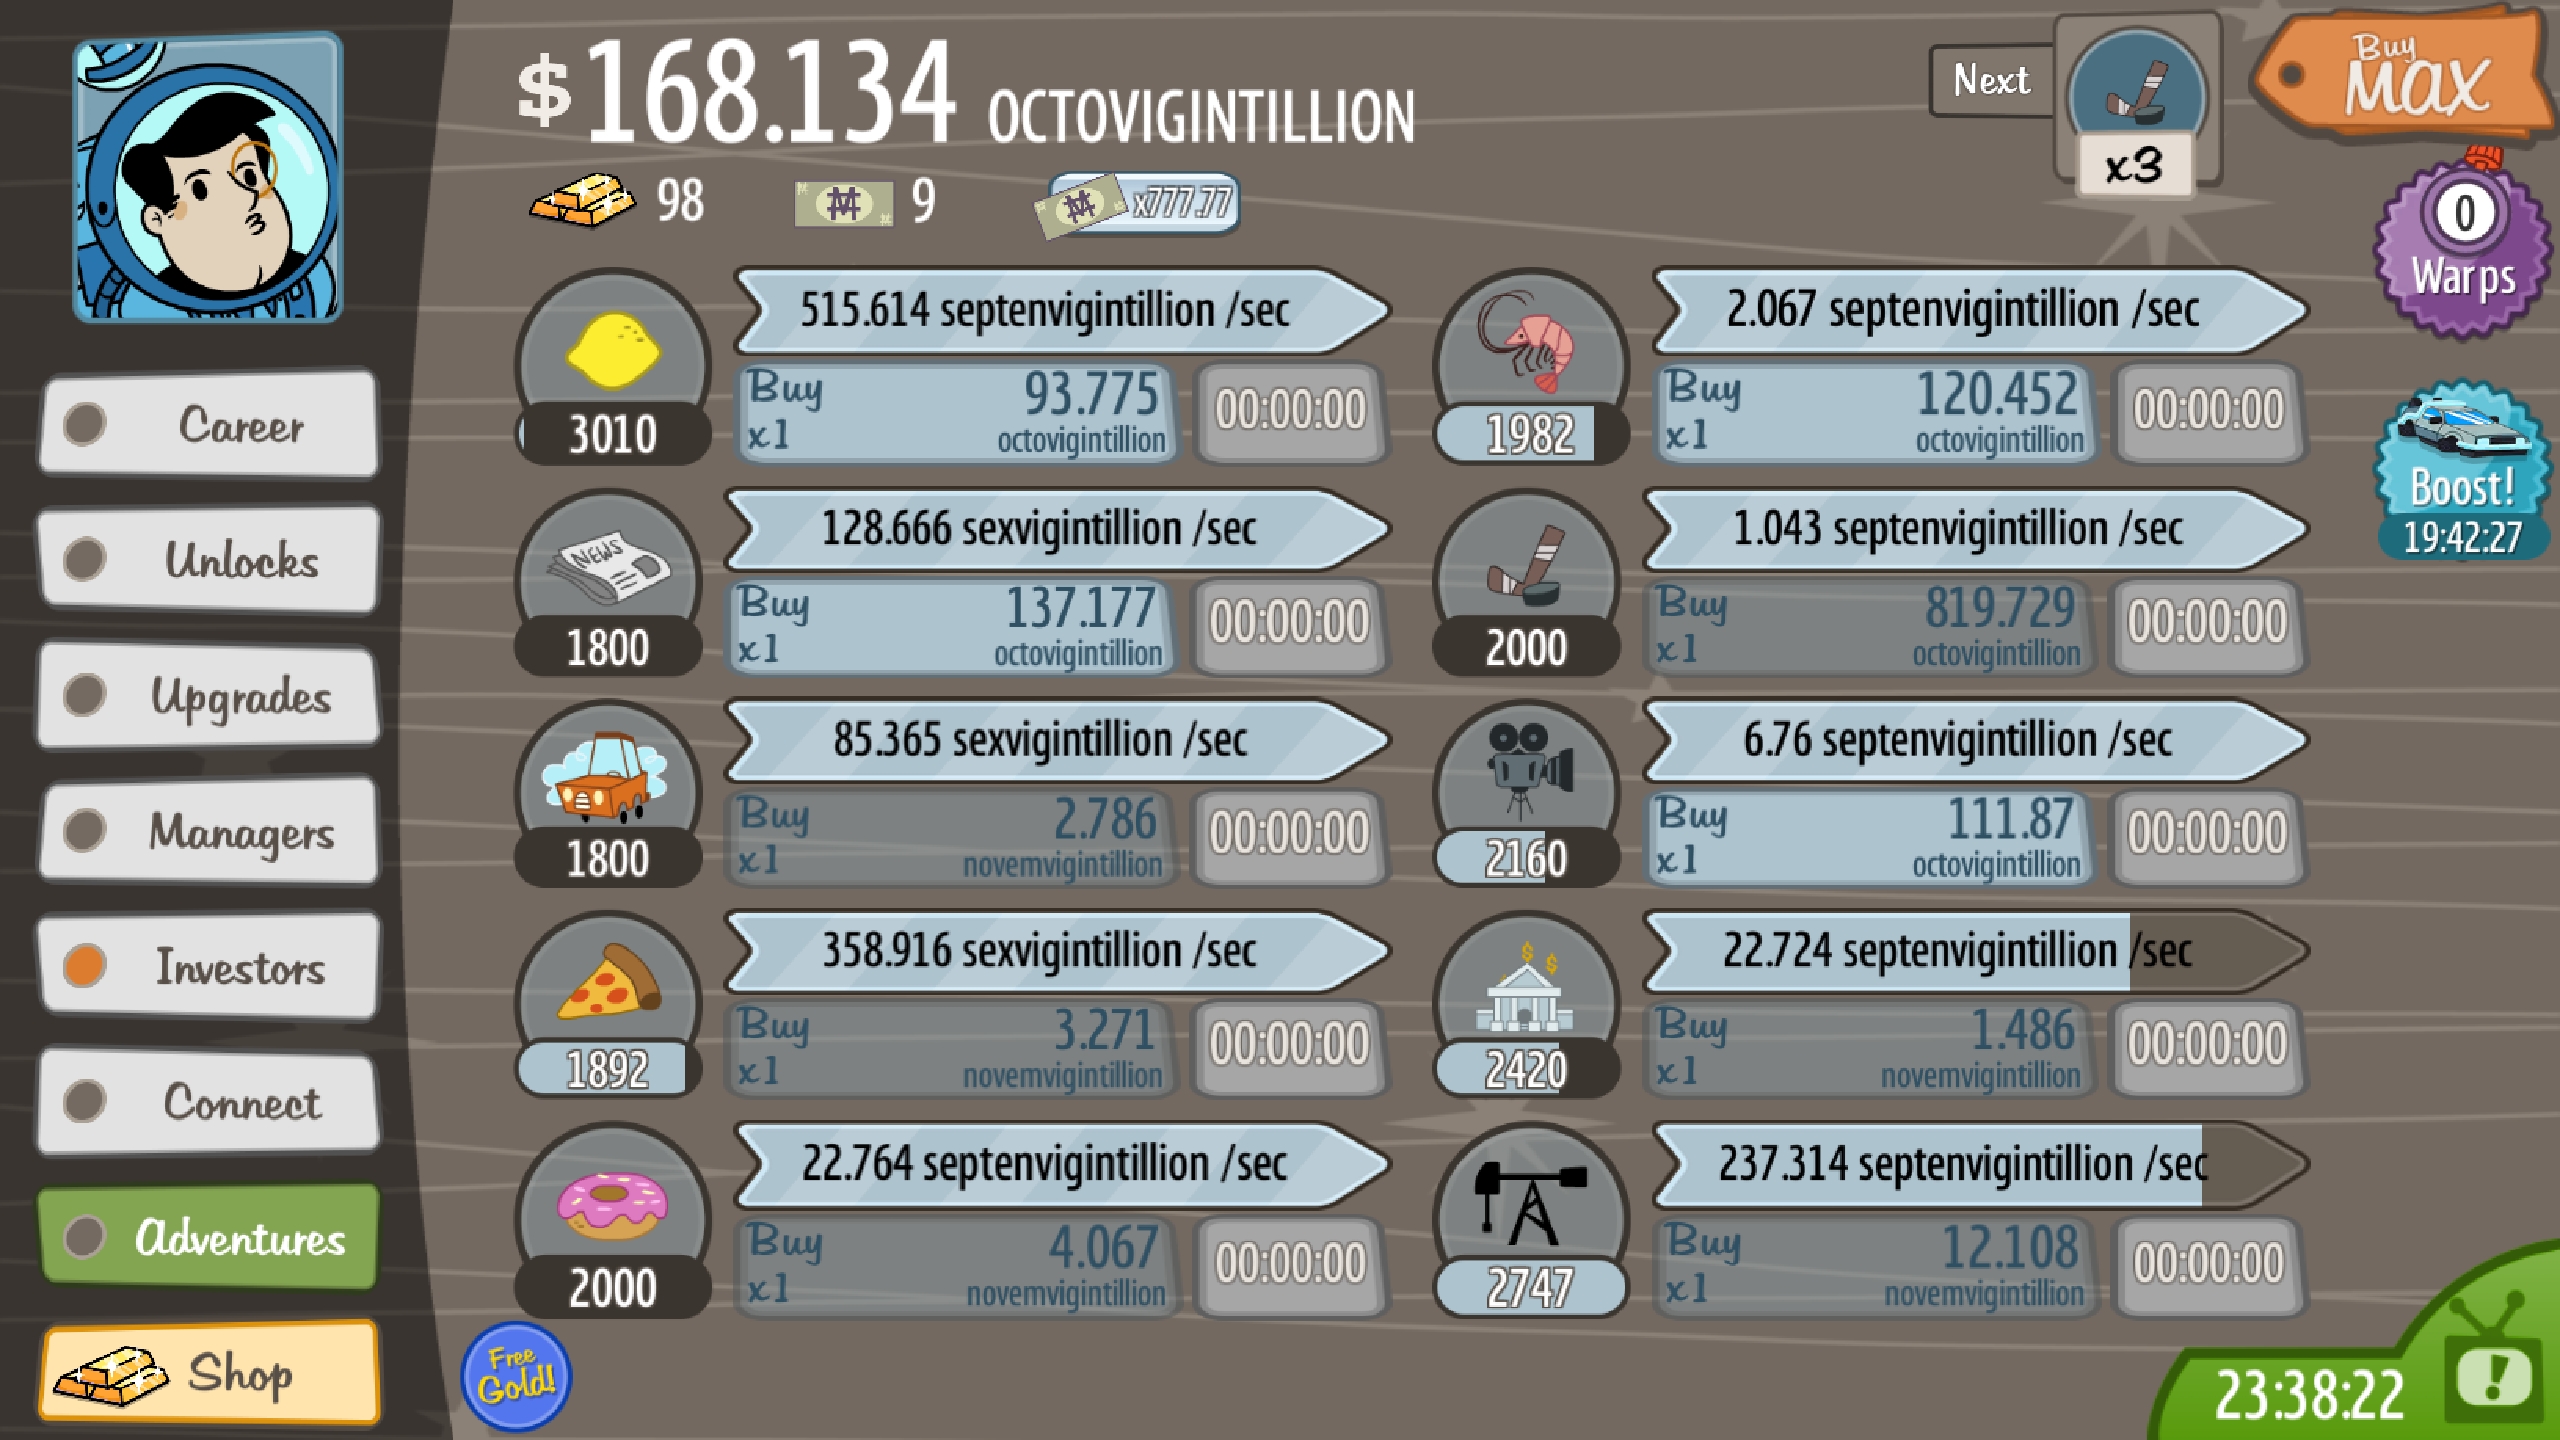 $168.134 OCTOVIGINTILLION
98
9
x777.77
Next
x3
Buy
MAX
0
Warps
Boost!
19:42:27
Career
Unlocks
Upgrades
Managers
Investors
Connect
Adventures
Shop
515.614 septenvigintillion /sec
3010
Buy
x1
93.775
octovigintillion
00:00:00
2.067 septenvigintillion /sec
1982
Buy
x1
120.452
octovigintillion
00:00:00
NEWS
128.666 sexvigintillion /sec
1800
Buy
x1
137.177
octovigintillion
00:00:00
1.043 septenvigintillion /sec
2000
Buy
x1
819.729
octovigintillion
00:00:00
85.365 sexvigintillion /sec
1800
Buy
x1
2.786
novemvigintillion
00:00:00
6.76 septenvigintillion /sec
2160
Buy
x1
111.87
octovigintillion
00:00:00
358.916 sexvigintillion /sec
1892
Buy
x1
3.271
novemvigintillion
00:00:00
22.724 septenvigintillion /sec
2420
Buy
x1
1.486
novemvigintillion
00:00:00
22.764 septenvigintillion /sec
2000
Buy
x1
4.067
novemvigintillion
00:00:00
237.314 septenvigintillion /sec
2747
Buy
x1
12.108
novemvigintillion
00:00:00
Free
Gold!
23:38:22